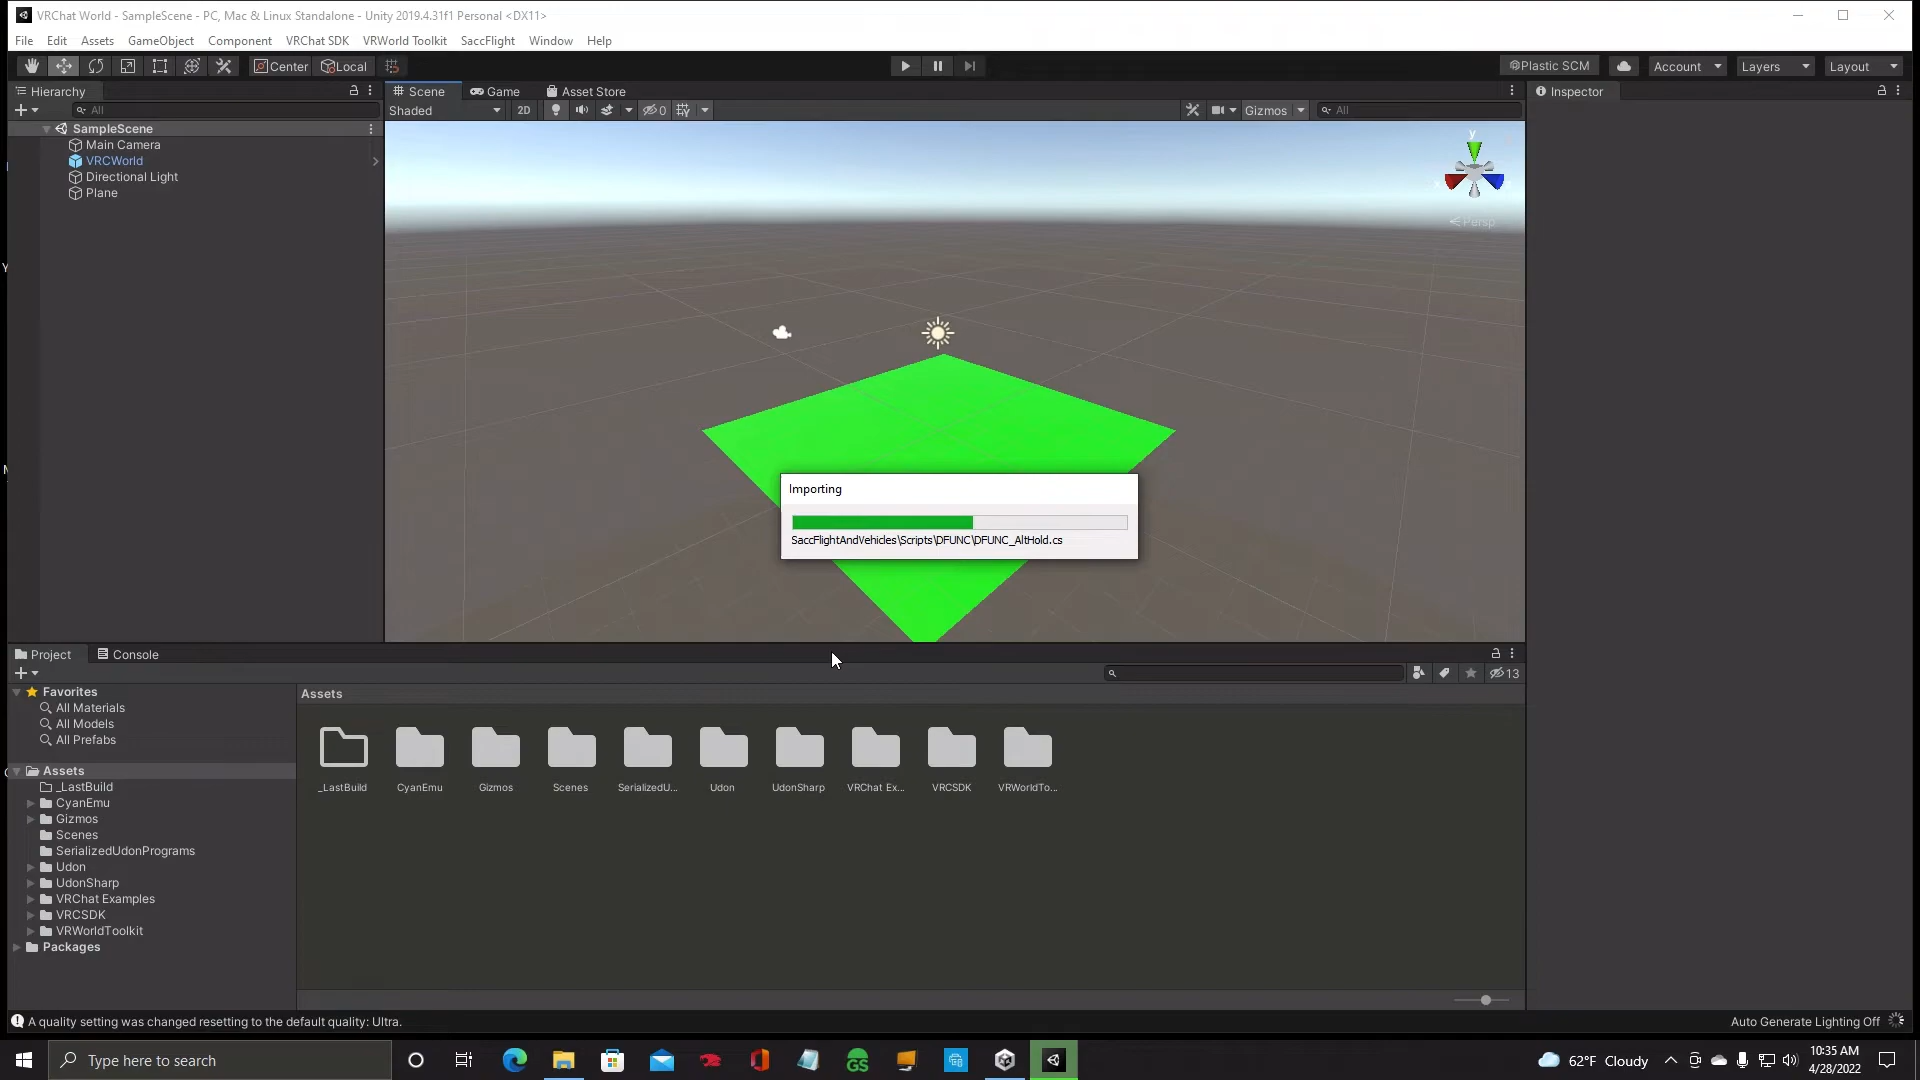 VRChat World - SampleScene - PC, Mac & Linux Standalone - Unity 2019.4.31f1 Personal <DX11>
File Edit Assets GameObject Component VRChat SDK VRWorld Toolkit SaccFlight Window Help
Center Local Plastic SCM Account Layers Layout
Hierarchy Scene Game Asset Store Inspector
All Shaded 2D 0 Gizmos All
SampleScene
Main Camera
VRCWorld
Directional Light
Plane
y
Persp
Importing
SaccFlightAndVehicles\Scripts\DFUNC\DFUNC_AltHold.cs
Project Console
13
Favorites
All Materials
All Models
All Prefabs
Assets
_LastBuild
CyanEmu
Gizmos
Scenes
SerializedUdonPrograms
Udon
UdonSharp
VRChat Examples
VRCSDK
VRWorldToolkit
Packages
Assets
_LastBuild CyanEmu Gizmos Scenes SerializedU... Udon UdonSharp VRChat Ex... VRCSDK VRWorldTo...
A quality setting was changed resetting to the default quality: Ultra.
Auto Generate Lighting Off
Type here to search
GS
62°F Cloudy
10:35 AM
4/28/2022